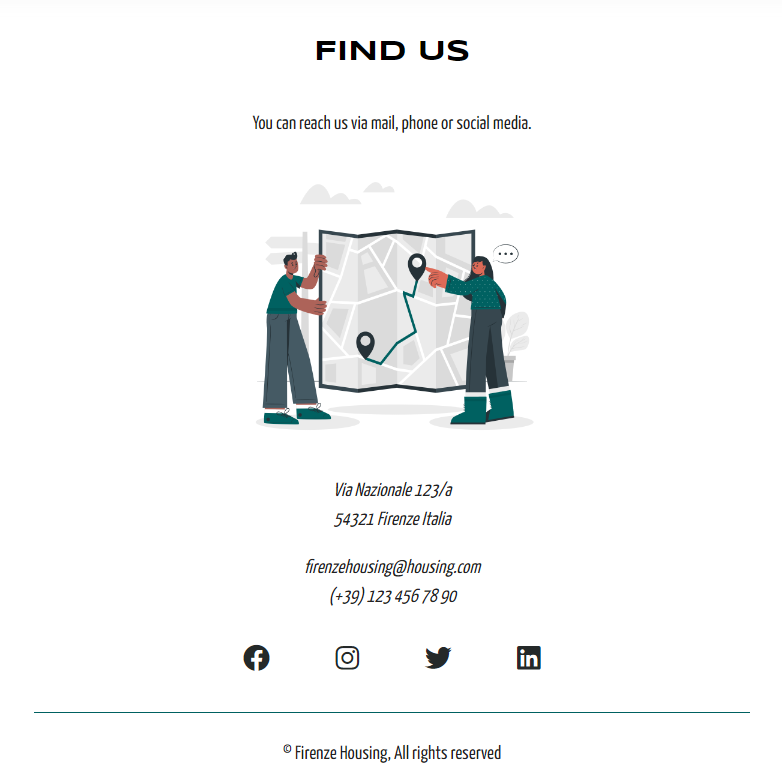 FIND US
You can reach us via mail, phone or social media.
Via Nazionale 123/a
54321 Firenze Italia
firenzehousing@housing.com
(+39) 123 456 78 90
© Firenze Housing, All rights reserved